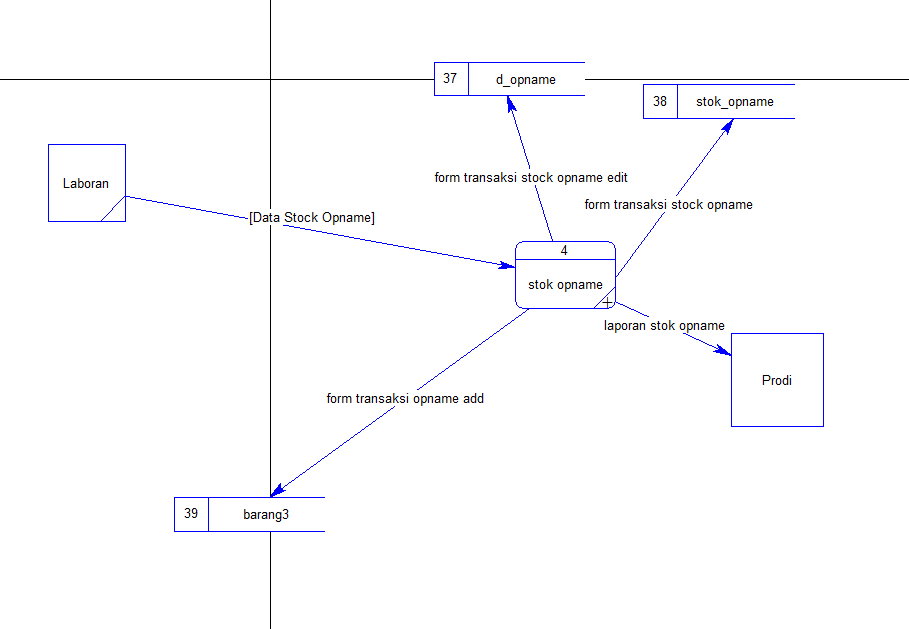 37
d_opname
38
stok_opname
Laboran
form transaksi stock opname edit
form transaksi stock opname
[Data Stock Opname]
4
stok opname
laporan stok opname
Prodi
form transaksi opname add
39
barang3